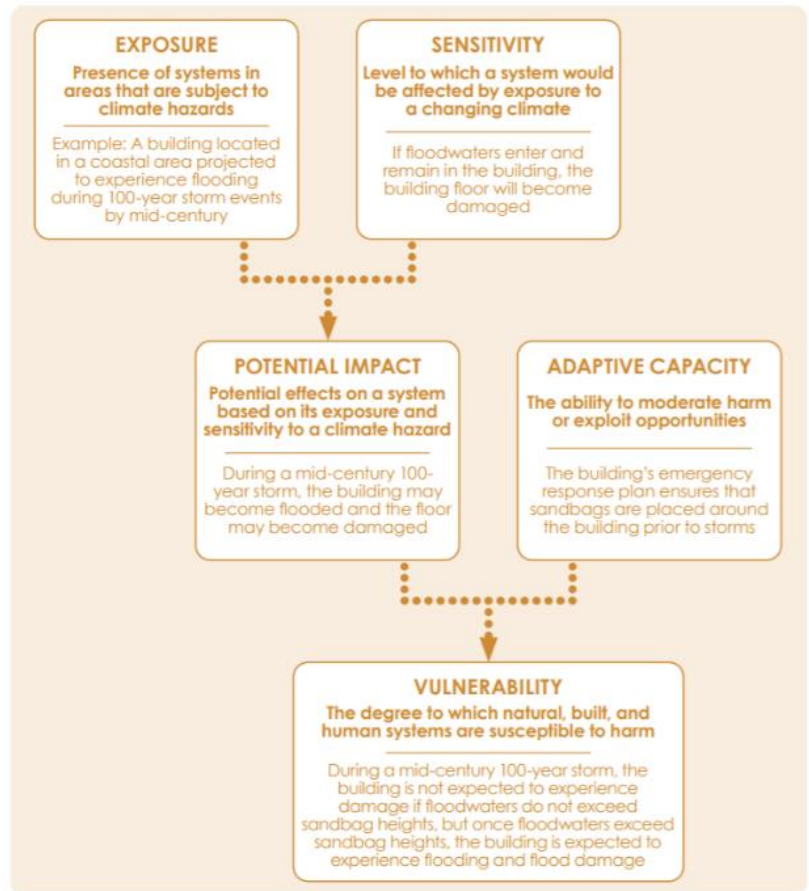 EXPOSURE
Presence of systems in
areas that are subject to
climate hazards
Example: A building located
in a coastal area projected
to experience flooding
during 100-year storm events
by mid-century
SENSITIVITY
Level to which a system would
be affected by exposure to
a changing climate
If floodwaters enter and
remain in the building, the
building floor will become
damaged
POTENTIAL IMPACT
Potential effects on a system
based on its exposure and
sensitivity to a climate hazard
During a mid-century 100-
year storm, the building may
become flooded and the floor
may become damaged
ADAPTIVE CAPACITY
The ability to moderate harm
or exploit opportunities
The building's emergency
response plan ensures that
sandbags are placed around
the building prior to storms
VULNERABILITY
The degree to which natural, built, and
human systems are susceptible to harm
During a mid-century 100-year storm, the
building is not expected to experience
damage if floodwaters do not exceed
sandbag heights, but once floodwaters exceed
sandbag heights, the building is expected to
experience flooding and flood damage